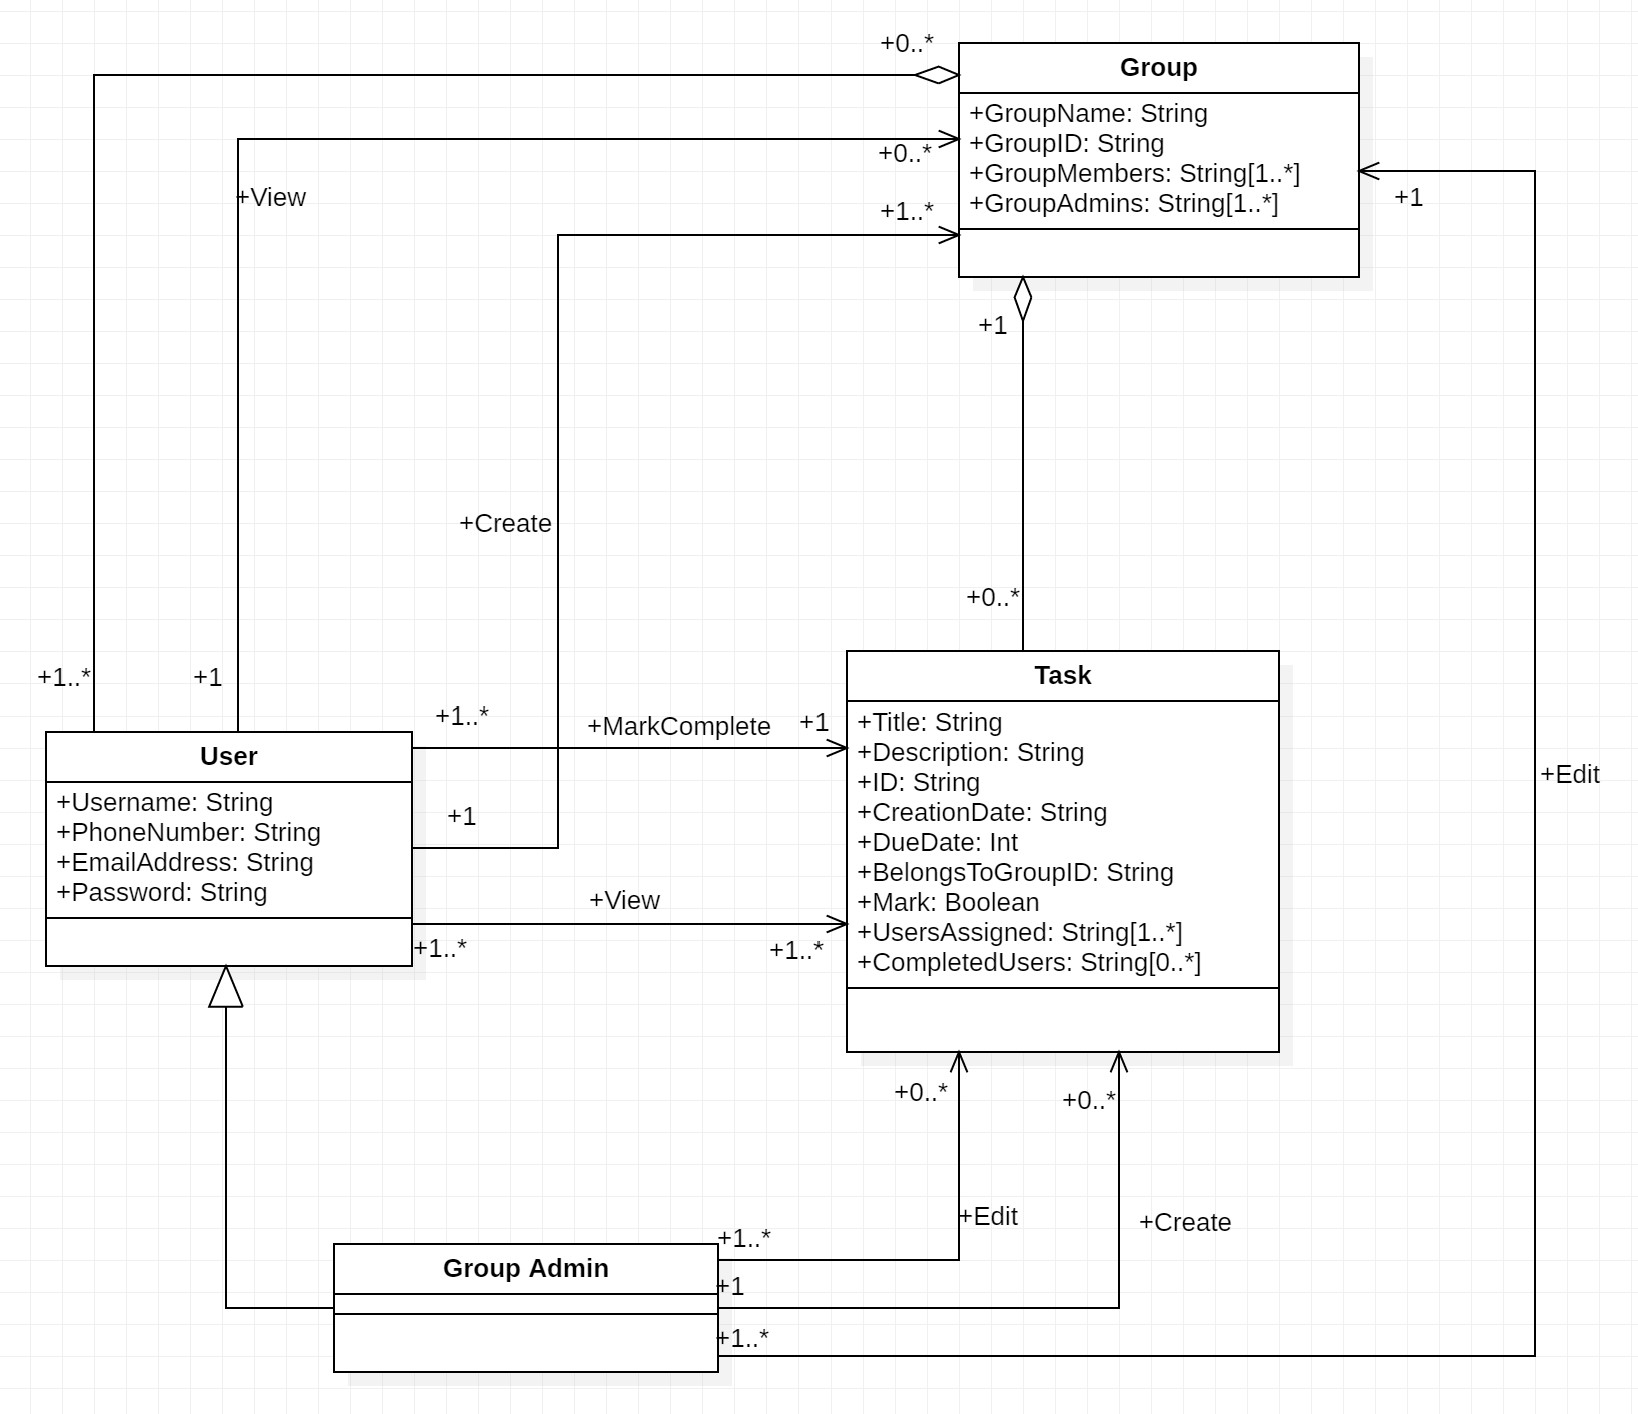 +0..*
Group
+GroupName: String
+GroupID: String
+GroupMembers: String[1..*]
+GroupAdmins: String[1..*]
+0..*
+View
+1..*
+1
+1
+Create
+0..*
+1..*
+1
+1..*
+MarkComplete
+1
Task
+Title: String
+Description: String
+ID: String
+CreationDate: String
+DueDate: Int
+BelongsToGroupID: String
+Mark: Boolean
+UsersAssigned: String[1..*]
+CompletedUsers: String[0..*]
User
+Username: String
+PhoneNumber: String
+EmailAddress: String
+Password: String
+1
+Edit
+View
+1..*
+1..*
+0..*
+0..*
+Edit
+Create
+1..*
Group Admin
+1
+1..*